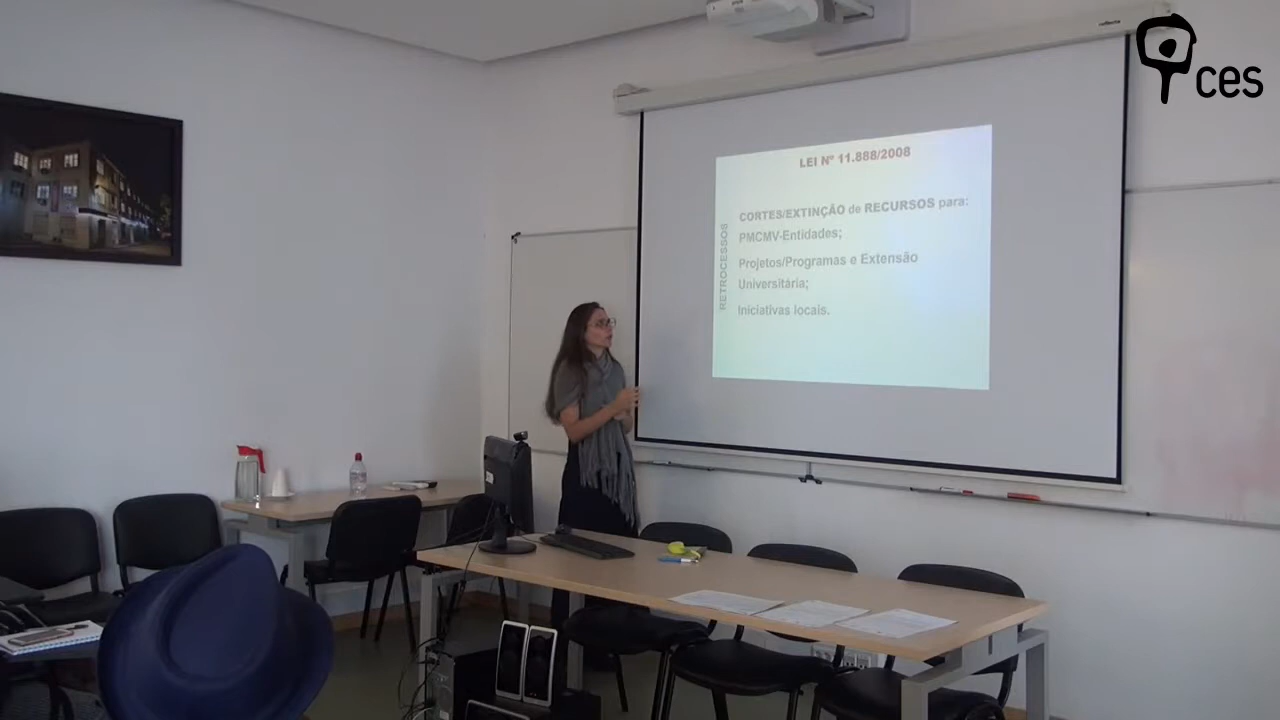 ces
LEI Nº 11.888/2008
RETROCESSOS
CORTES/EXTINÇÃO de RECURSOS para:
PMCMV-Entidades;
Projetos/Programas e Extensão
Universitária;
Iniciativas locais.